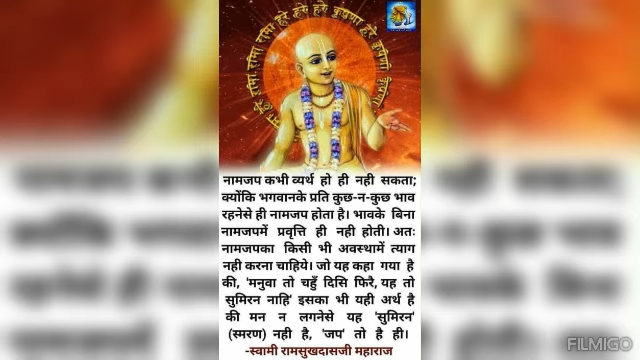 हरे हरे
नामजप कभी व्यर्थ हो ही नही सकता;
क्योंकि भगवानके प्रति कुछ-न-कुछ भाव
रहनेसे ही नामजप होता है। भावके बिना
नामजपमें प्रवृत्ति ही नही होती। अतः
नामजपका किसी भी अवस्थामें त्याग
नही करना चाहिये। जो यह कहा गया है
की, 'मनुवा तो चहुँ दिसि फिरै, यह तो
सुमिरन नाहि' इसका भी यही अर्थ है
की मन न लगनेसे यह 'सुमिरन'
(स्मरण) नही है, 'जप' तो है ही।
-स्वामी रामसुखदासजी महाराज
FILMIGO